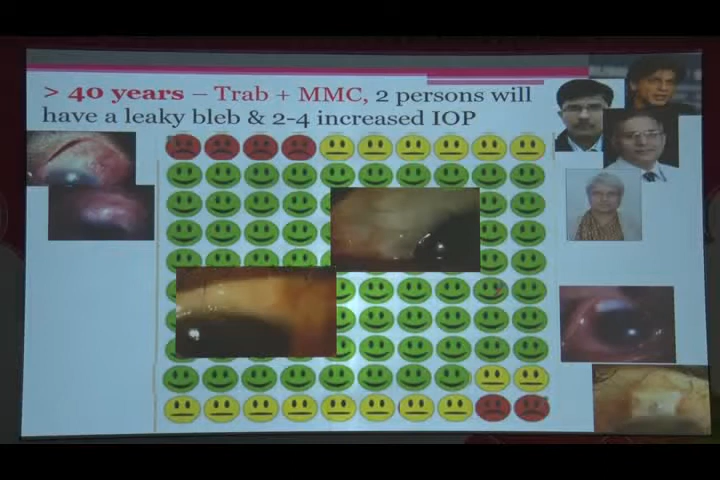 > 40 years – Trab + MMC, 2 persons will
have a leaky bleb & 2-4 increased IOP